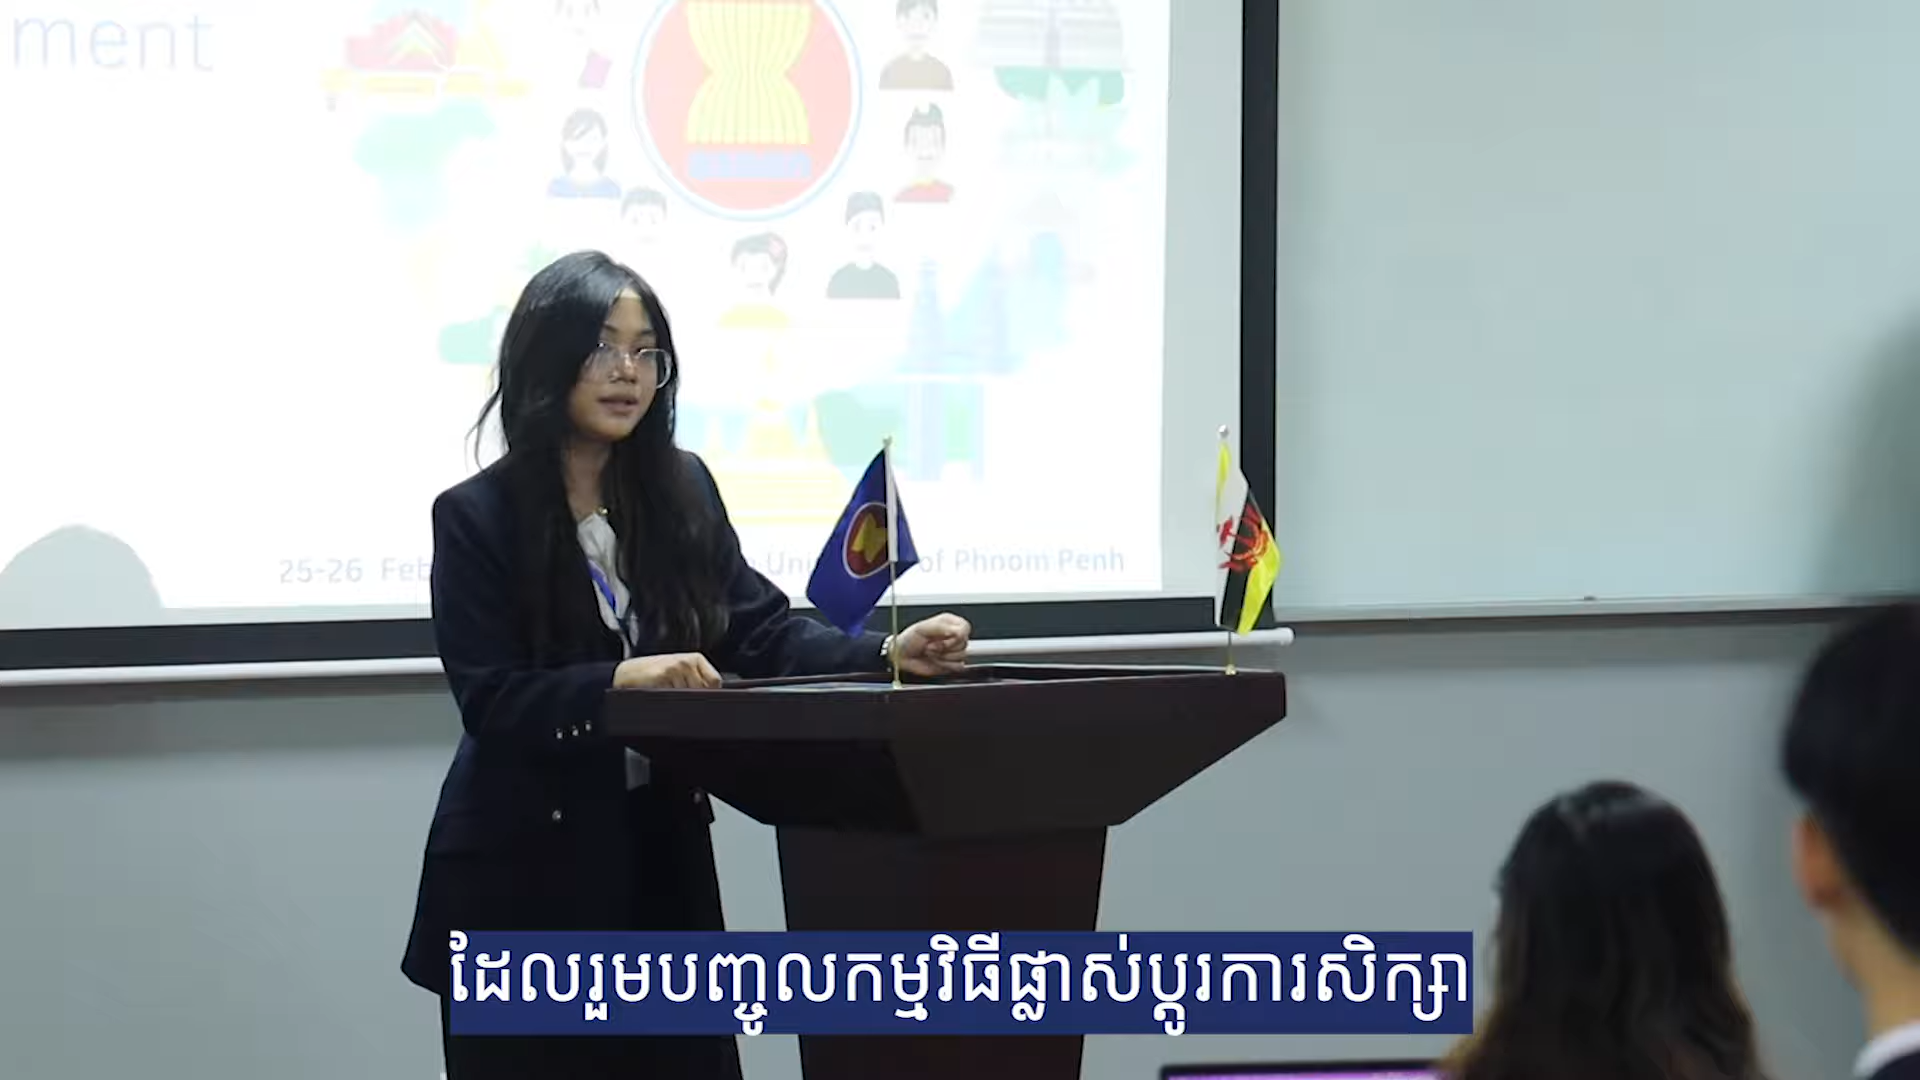 ment
25-26 Feb
of Phnom Penh
ដែលរួមបញ្ចូលកម្មវិធីផ្លាស់ប្ដូរការសិក្សា